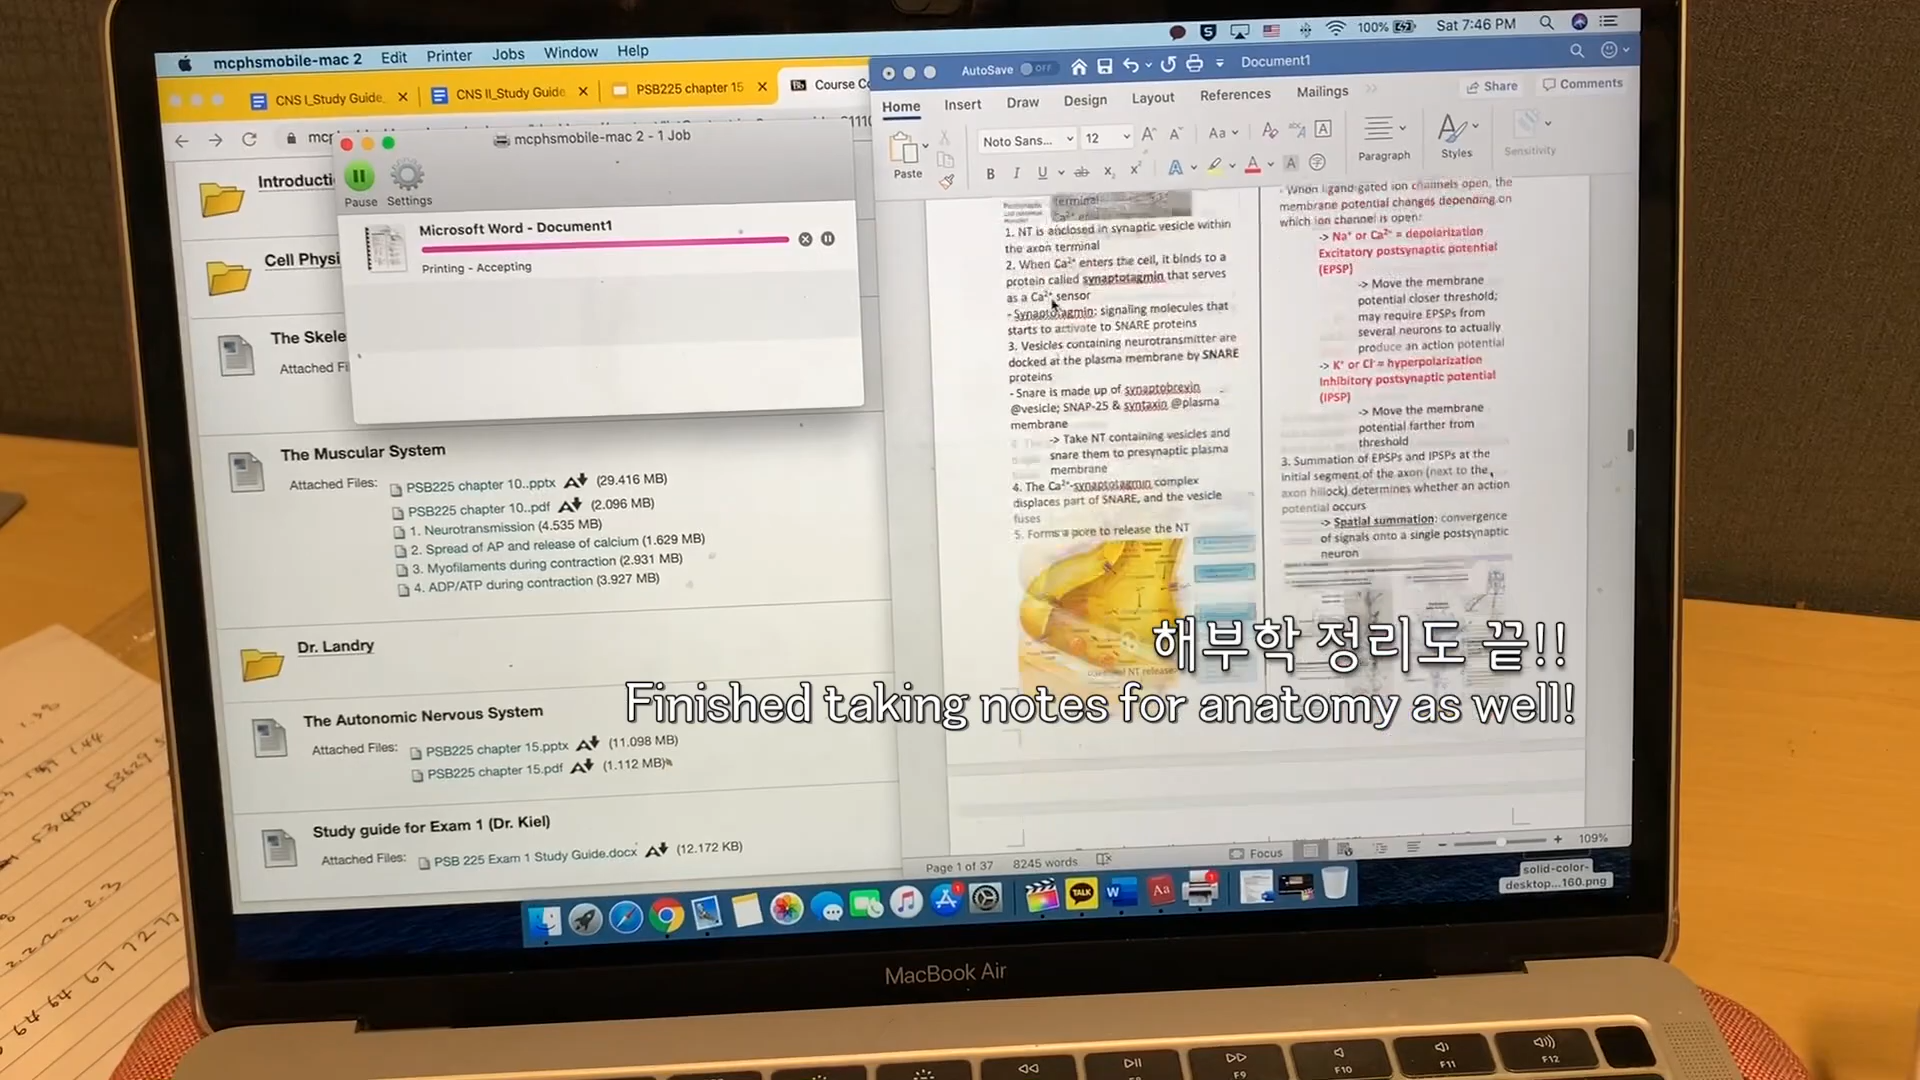 mcphsmobile-mac 2 Edit Printer Jobs Window Help
100% Sat 7:46 PM
CNS I_Study Guide
CNS II_Study Guide
PSB225 chapter 15
Course Co
AutoSave OFF
Document1
Home Insert Draw Design Layout References Mailings
Share Comments
Noto Sans... 12
Paste
Paragraph
Styles
Sensitivity
mcphsmobile-mac 2 - 1 Job
Pause Settings
Microsoft Word - Document1
Printing - Accepting
Introducti
Cell Physi
The Skele
Attached Fi
The Muscular System
Attached Files:
PSB225 chapter 10..pptx (29.416 MB)
PSB225 chapter 10..pdf (2.096 MB)
1. Neurotransmission (4.535 MB)
2. Spread of AP and release of calcium (1.629 MB)
3. Myofilaments during contraction (2.931 MB)
4. ADP/ATP during contraction (3.927 MB)
Dr. Landry
The Autonomic Nervous System
Attached Files:
PSB225 chapter 15.pptx (11.098 MB)
PSB225 chapter 15.pdf (1.112 MB)
Study guide for Exam 1 (Dr. Kiel)
Attached Files: PSB 225 Exam 1 Study Guide.docx (12.172 KB)
terminal
1. NT is enclosed in synaptic vesicle within
the axon terminal
2. When Ca²⁺ enters the cell, it binds to a
protein called synaptotagmin that serves
as a Ca²⁺ sensor
- Synaptotagmin: signaling molecules that
starts to activate to SNARE proteins
3. Vesicles containing neurotransmitter are
docked at the plasma membrane by SNARE
proteins
- Snare is made up of synaptobrevin
@vesicle; SNAP-25 & syntaxin @plasma
membrane
-> Take NT containing vesicles and
snare them to presynaptic plasma
membrane
4. The Ca²⁺-synaptotagmin complex
displaces part of SNARE, and the vesicle
fuses
5. Forms a pore to release the NT
- When ligand-gated ion channels open, the
membrane potential changes depending on
which ion channel is open:
-> Na⁺ or Ca²⁺ = depolarization
Excitatory postsynaptic potential
(EPSP)
-> Move the membrane
potential closer threshold;
may require EPSPs from
several neurons to actually
produce an action potential
-> K⁺ or Cl⁻ = hyperpolarization
Inhibitory postsynaptic potential
(IPSP)
-> Move the membrane
potential farther from
threshold
3. Summation of EPSPs and IPSPs at the
initial segment of the axon (next to the
axon hillock) determines whether an action
potential occurs
-> Spatial summation: convergence
of signals onto a single postsynaptic
neuron
해부학 정리도 끝!!
Finished taking notes for anatomy as well!
Page 1 of 37 8245 words
Focus
109%
solid-color-
desktop...160.png
TALK
MacBook Air
F9 F10 F11 F12